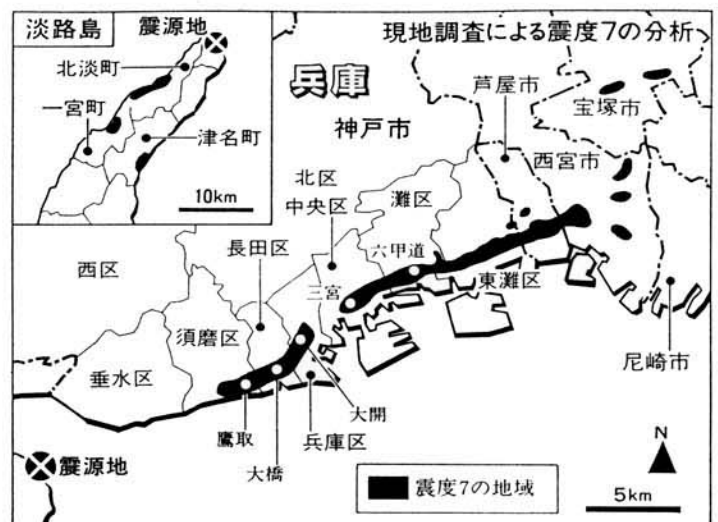 淡路島
震源地
北淡町
一宮町
津名町
10km
現地調査による震度7の分析
兵庫
神戸市
芦屋市
宝塚市
西宮市
北区
中央区
灘区
六甲道
長田区
三宮
東灘区
西区
須磨区
垂水区
尼崎市
大開
鷹取
兵庫区
大橋
震源地
N
震度7の地域
5km